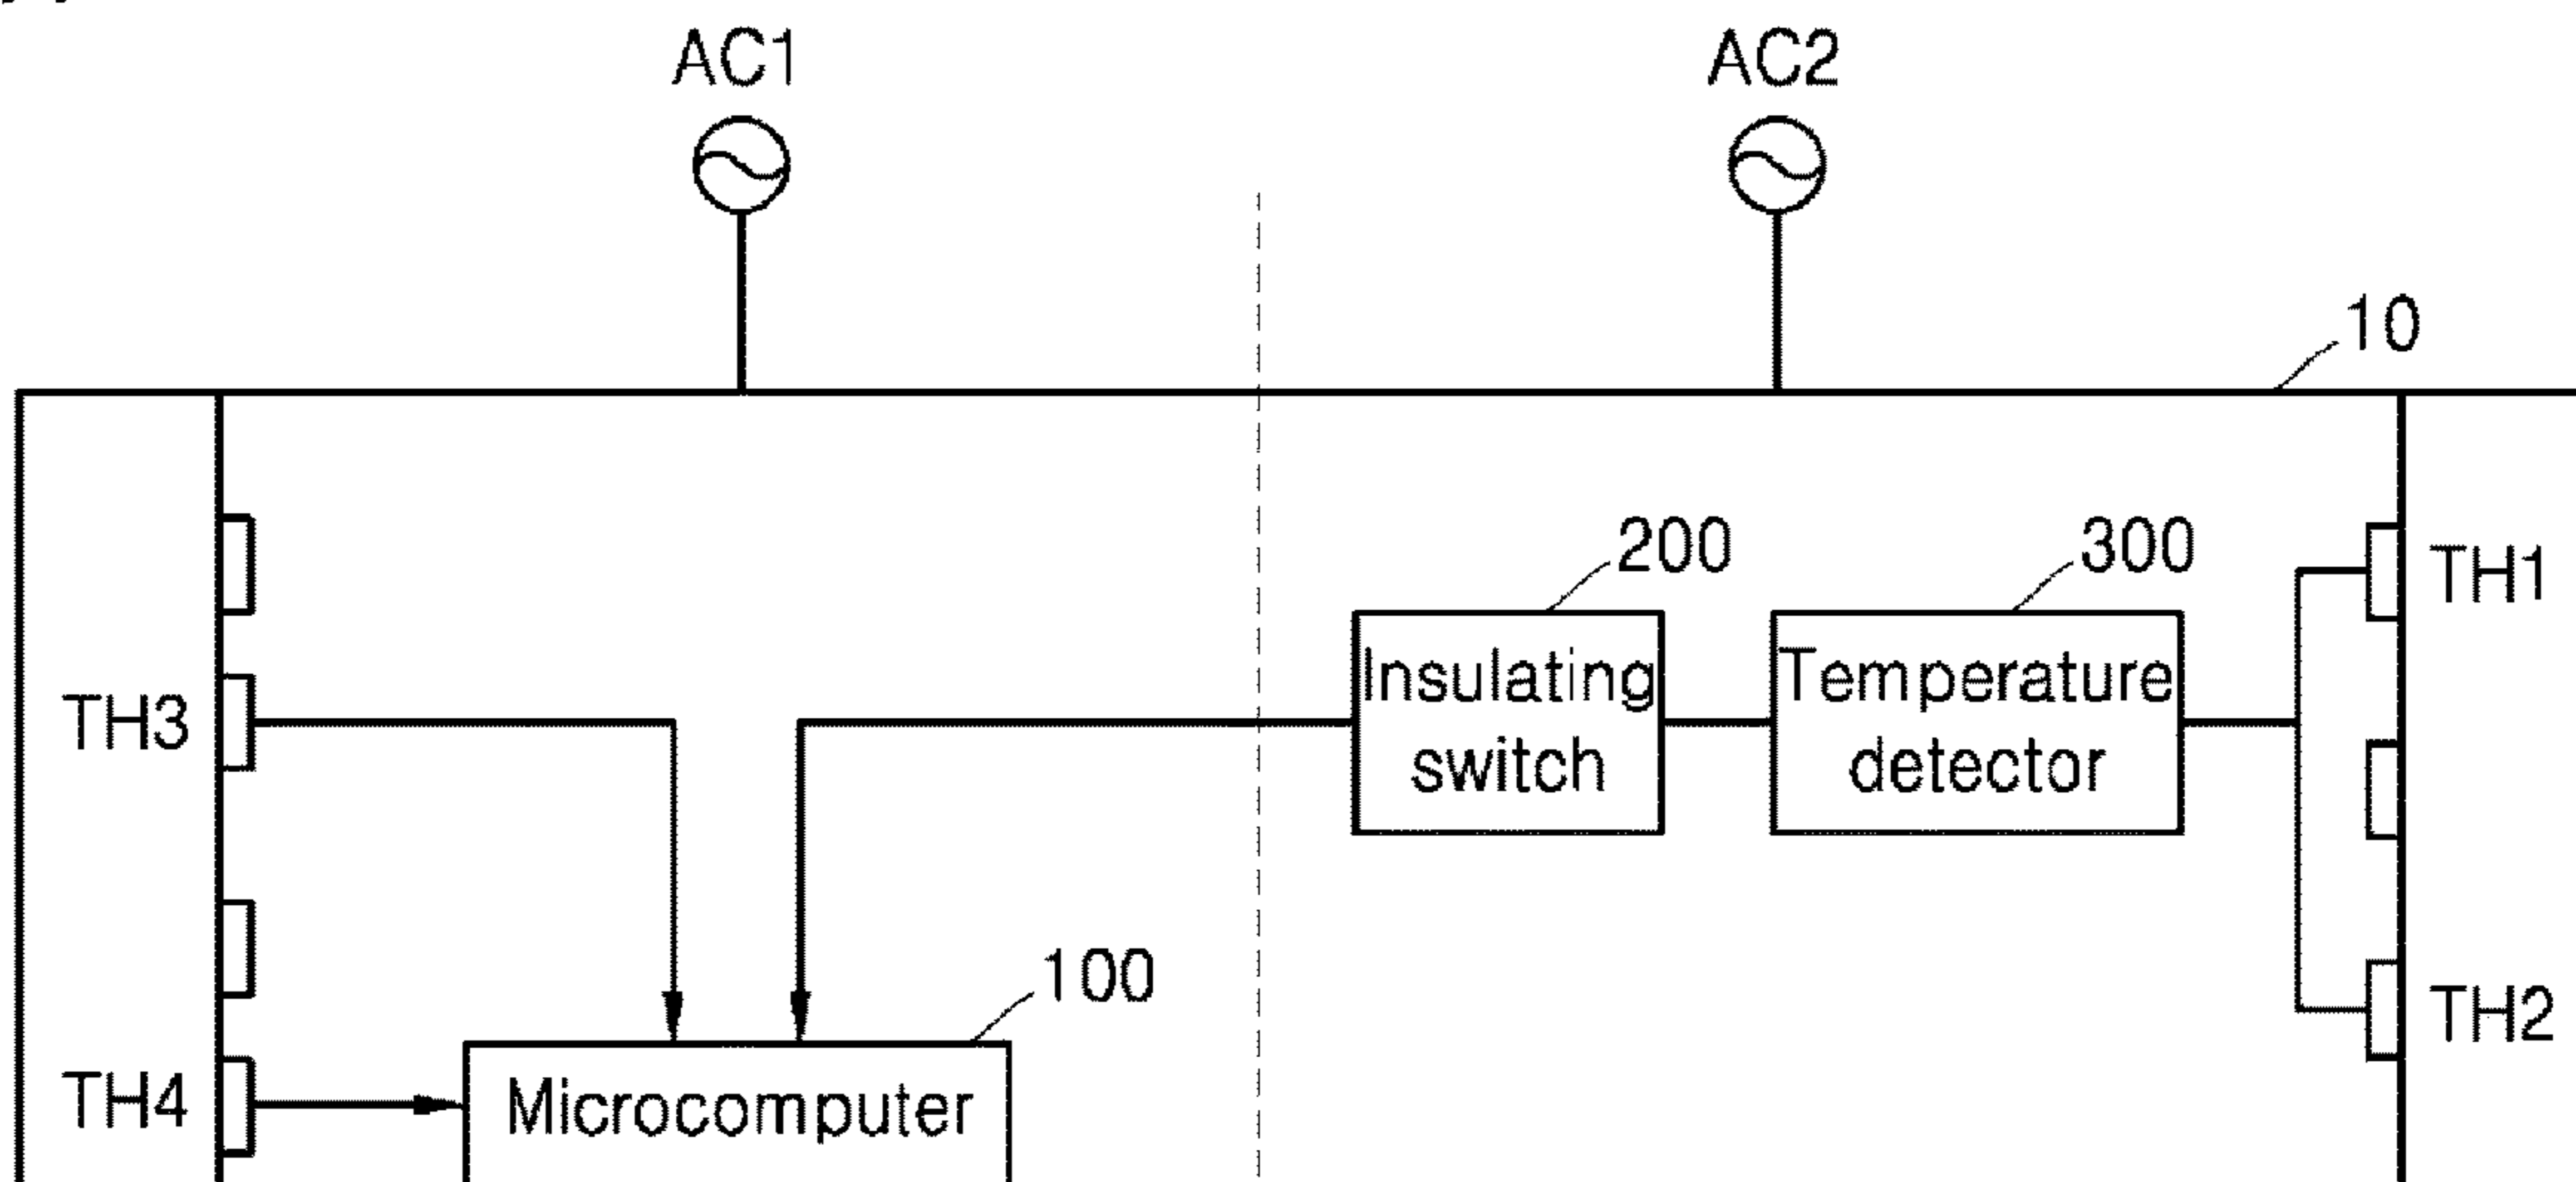 AC1
AC2
10
200
300
TH1
Insulating
switch
Temperature
detector
TH3
100
TH2
TH4
Microcomputer